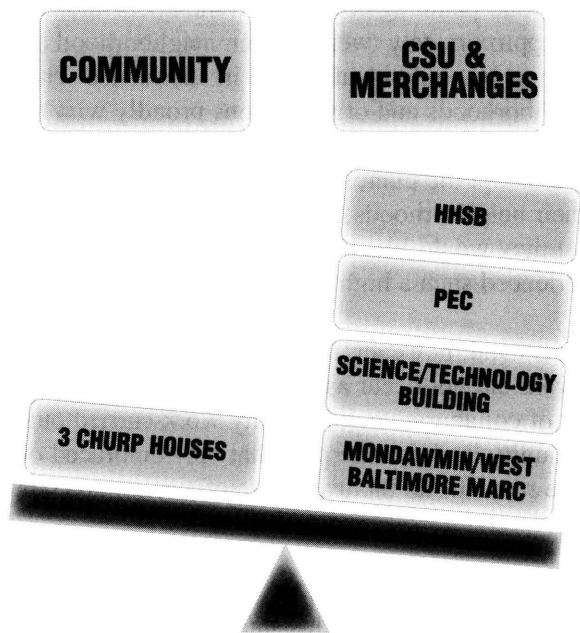 COMMUNITY
CSU &
MERCHANGES
HHSB
PEC
SCIENCE/TECHNOLOGY
BUILDING
3 CHURP HOUSES
MONDAWMIN/WEST
BALTIMORE MARC